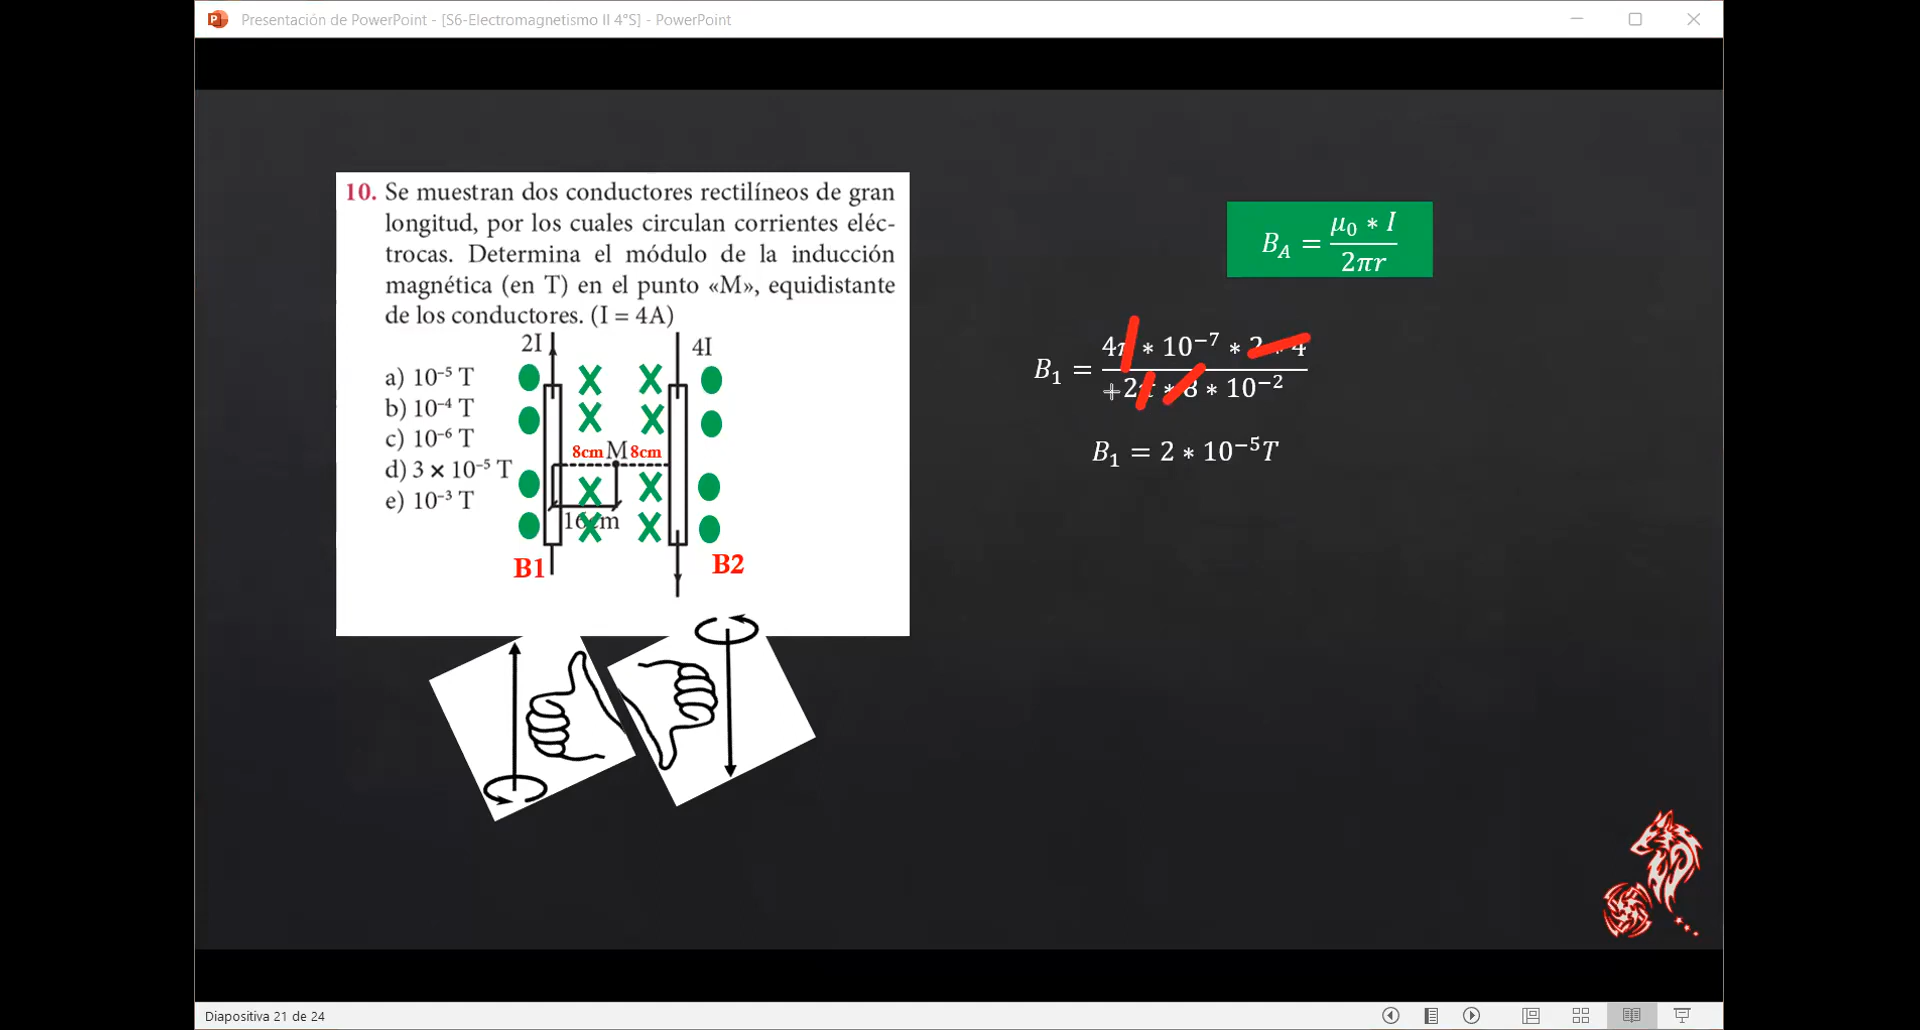 Presentación de PowerPoint - [S6-Electromagnetismo II 4°S] - PowerPoint
10. Se muestran dos conductores rectilíneos de gran
longitud, por los cuales circulan corrientes eléc-
trocas. Determina el módulo de la inducción
magnética (en T) en el punto «M», equidistante
de los conductores. (I = 4A)
2I
4I
a) 10⁻⁵ T
b) 10⁻⁴ T
c) 10⁻⁶ T
d) 3 × 10⁻⁵ T
e) 10⁻³ T
8cm M 8cm
16cm
B1
B2
B_A = μ₀ * I / 2πr
B₁ = 4π * 10⁻⁷ * 2 * 4 / 2π * 8 * 10⁻²
B₁ = 2 * 10⁻⁵T
Diapositiva 21 de 24